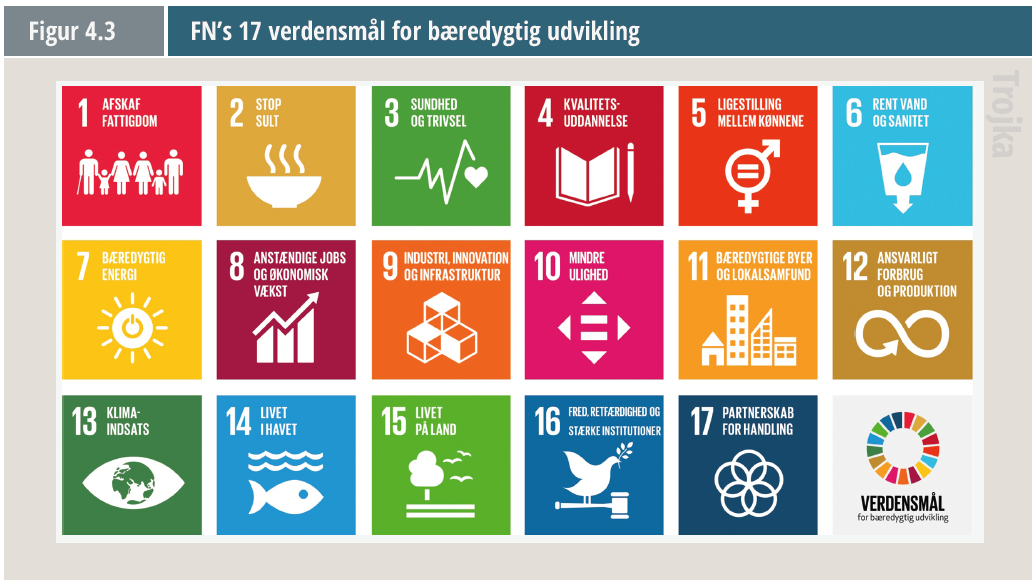 Figur 4.3
FN's 17 verdensmål for bæredygtig udvikling
Trojka
1 AFSKAF
FATTIGDOM
2 STOP
SULT
3 SUNDHED
OG TRIVSEL
4 KVALITETS-
UDDANNELSE
5 LIGESTILLING
MELLEM KØNNENE
6 RENT VAND
OG SANITET
7 BÆREDYGTIG
ENERGI
8 ANSTÆNDIGE JOBS
OG ØKONOMISK
VÆKST
9 INDUSTRI, INNOVATION
OG INFRASTRUKTUR
10 MINDRE
ULIGHED
11 BÆREDYGTIGE BYER
OG LOKALSAMFUND
12 ANSVARLIGT
FORBRUG
OG PRODUKTION
13 KLIMA-
INDSATS
14 LIVET
I HAVET
15 LIVET
PÅ LAND
16 FRED, RETFÆRDIGHED OG
STÆRKE INSTITUTIONER
17 PARTNERSKAB
FOR HANDLING
VERDENSMÅL
for bæredygtig udvikling